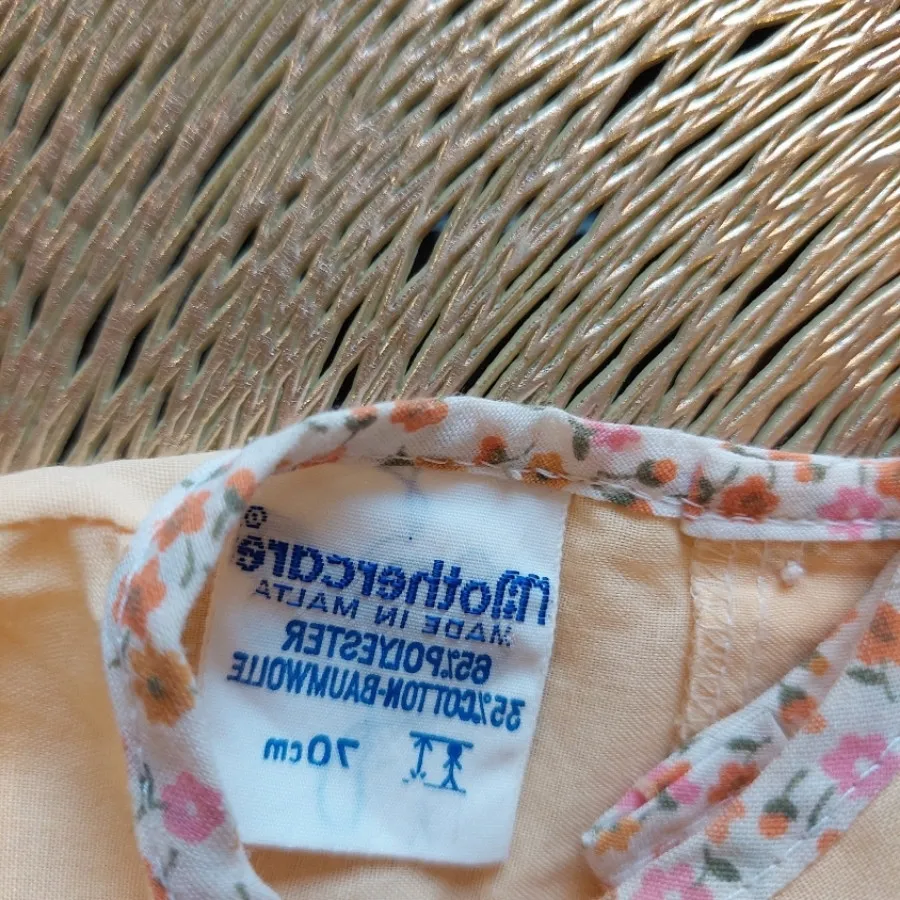 mothercare®
MADE IN MALTA
65% POLYESTER
35% COTTON-BAUMWOLLE
70cm